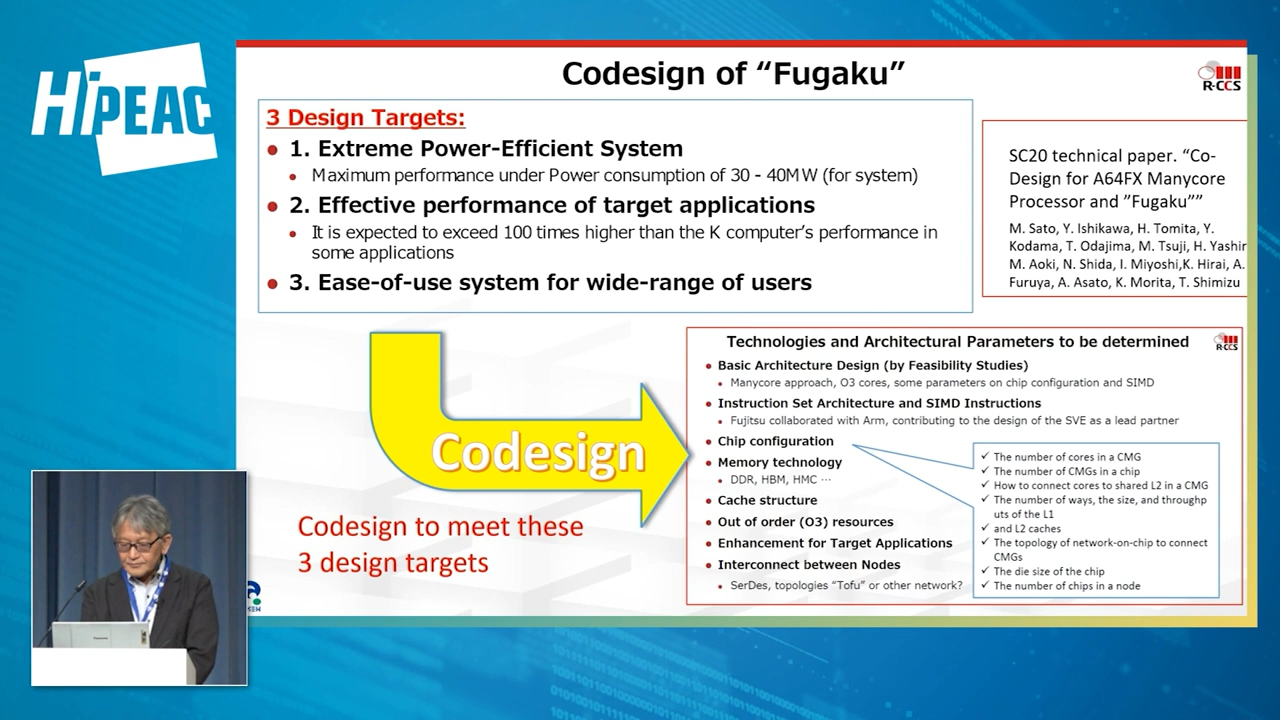 HiPEAC
Codesign of “Fugaku”
R-CCS
3 Design Targets:
1. Extreme Power-Efficient System
Maximum performance under Power consumption of 30 - 40MW (for system)
2. Effective performance of target applications
It is expected to exceed 100 times higher than the K computer’s performance in
some applications
3. Ease-of-use system for wide-range of users
SC20 technical paper. “Co-
Design for A64FX Manycore
Processor and ”Fugaku””
M. Sato, Y. Ishikawa, H. Tomita, Y.
Kodama, T. Odajima, M. Tsuji, H. Yashir
M. Aoki, N. Shida, I. Miyoshi,K. Hirai, A.
Furuya, A. Asato, K. Morita, T. Shimizu
Codesign
Codesign to meet these
3 design targets
Technologies and Architectural Parameters to be determined
R-CCS
Basic Architecture Design (by Feasibility Studies)
Manycore approach, O3 cores, some parameters on chip configuration and SIMD
Instruction Set Architecture and SIMD Instructions
Fujitsu collaborated with Arm, contributing to the design of the SVE as a lead partner
Chip configuration
Memory technology
DDR, HBM, HMC ⋯
Cache structure
Out of order (O3) resources
Enhancement for Target Applications
Interconnect between Nodes
SerDes, topologies “Tofu” or other network?
✓ The number of cores in a CMG
✓ The number of CMGs in a chip
✓ How to connect cores to shared L2 in a CMG
✓ The number of ways, the size, and throughp
uts of the L1
✓ and L2 caches
✓ The topology of network-on-chip to connect
CMGs
✓ The die size of the chip
✓ The number of chips in a node